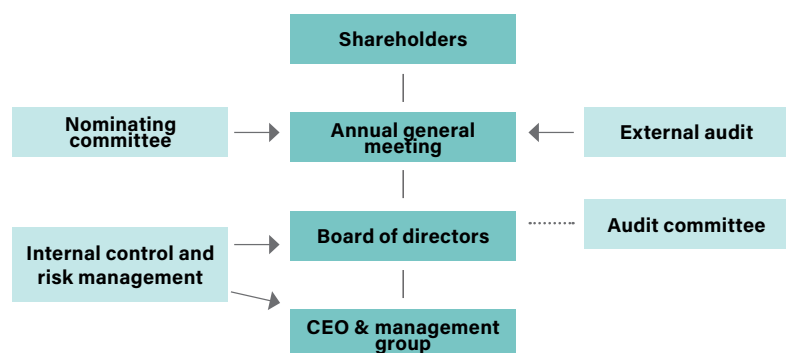 Shareholders
Nominating
committee
Annual general
meeting
External audit
Board of directors
Audit committee
Internal control and
risk management
CEO & management
group